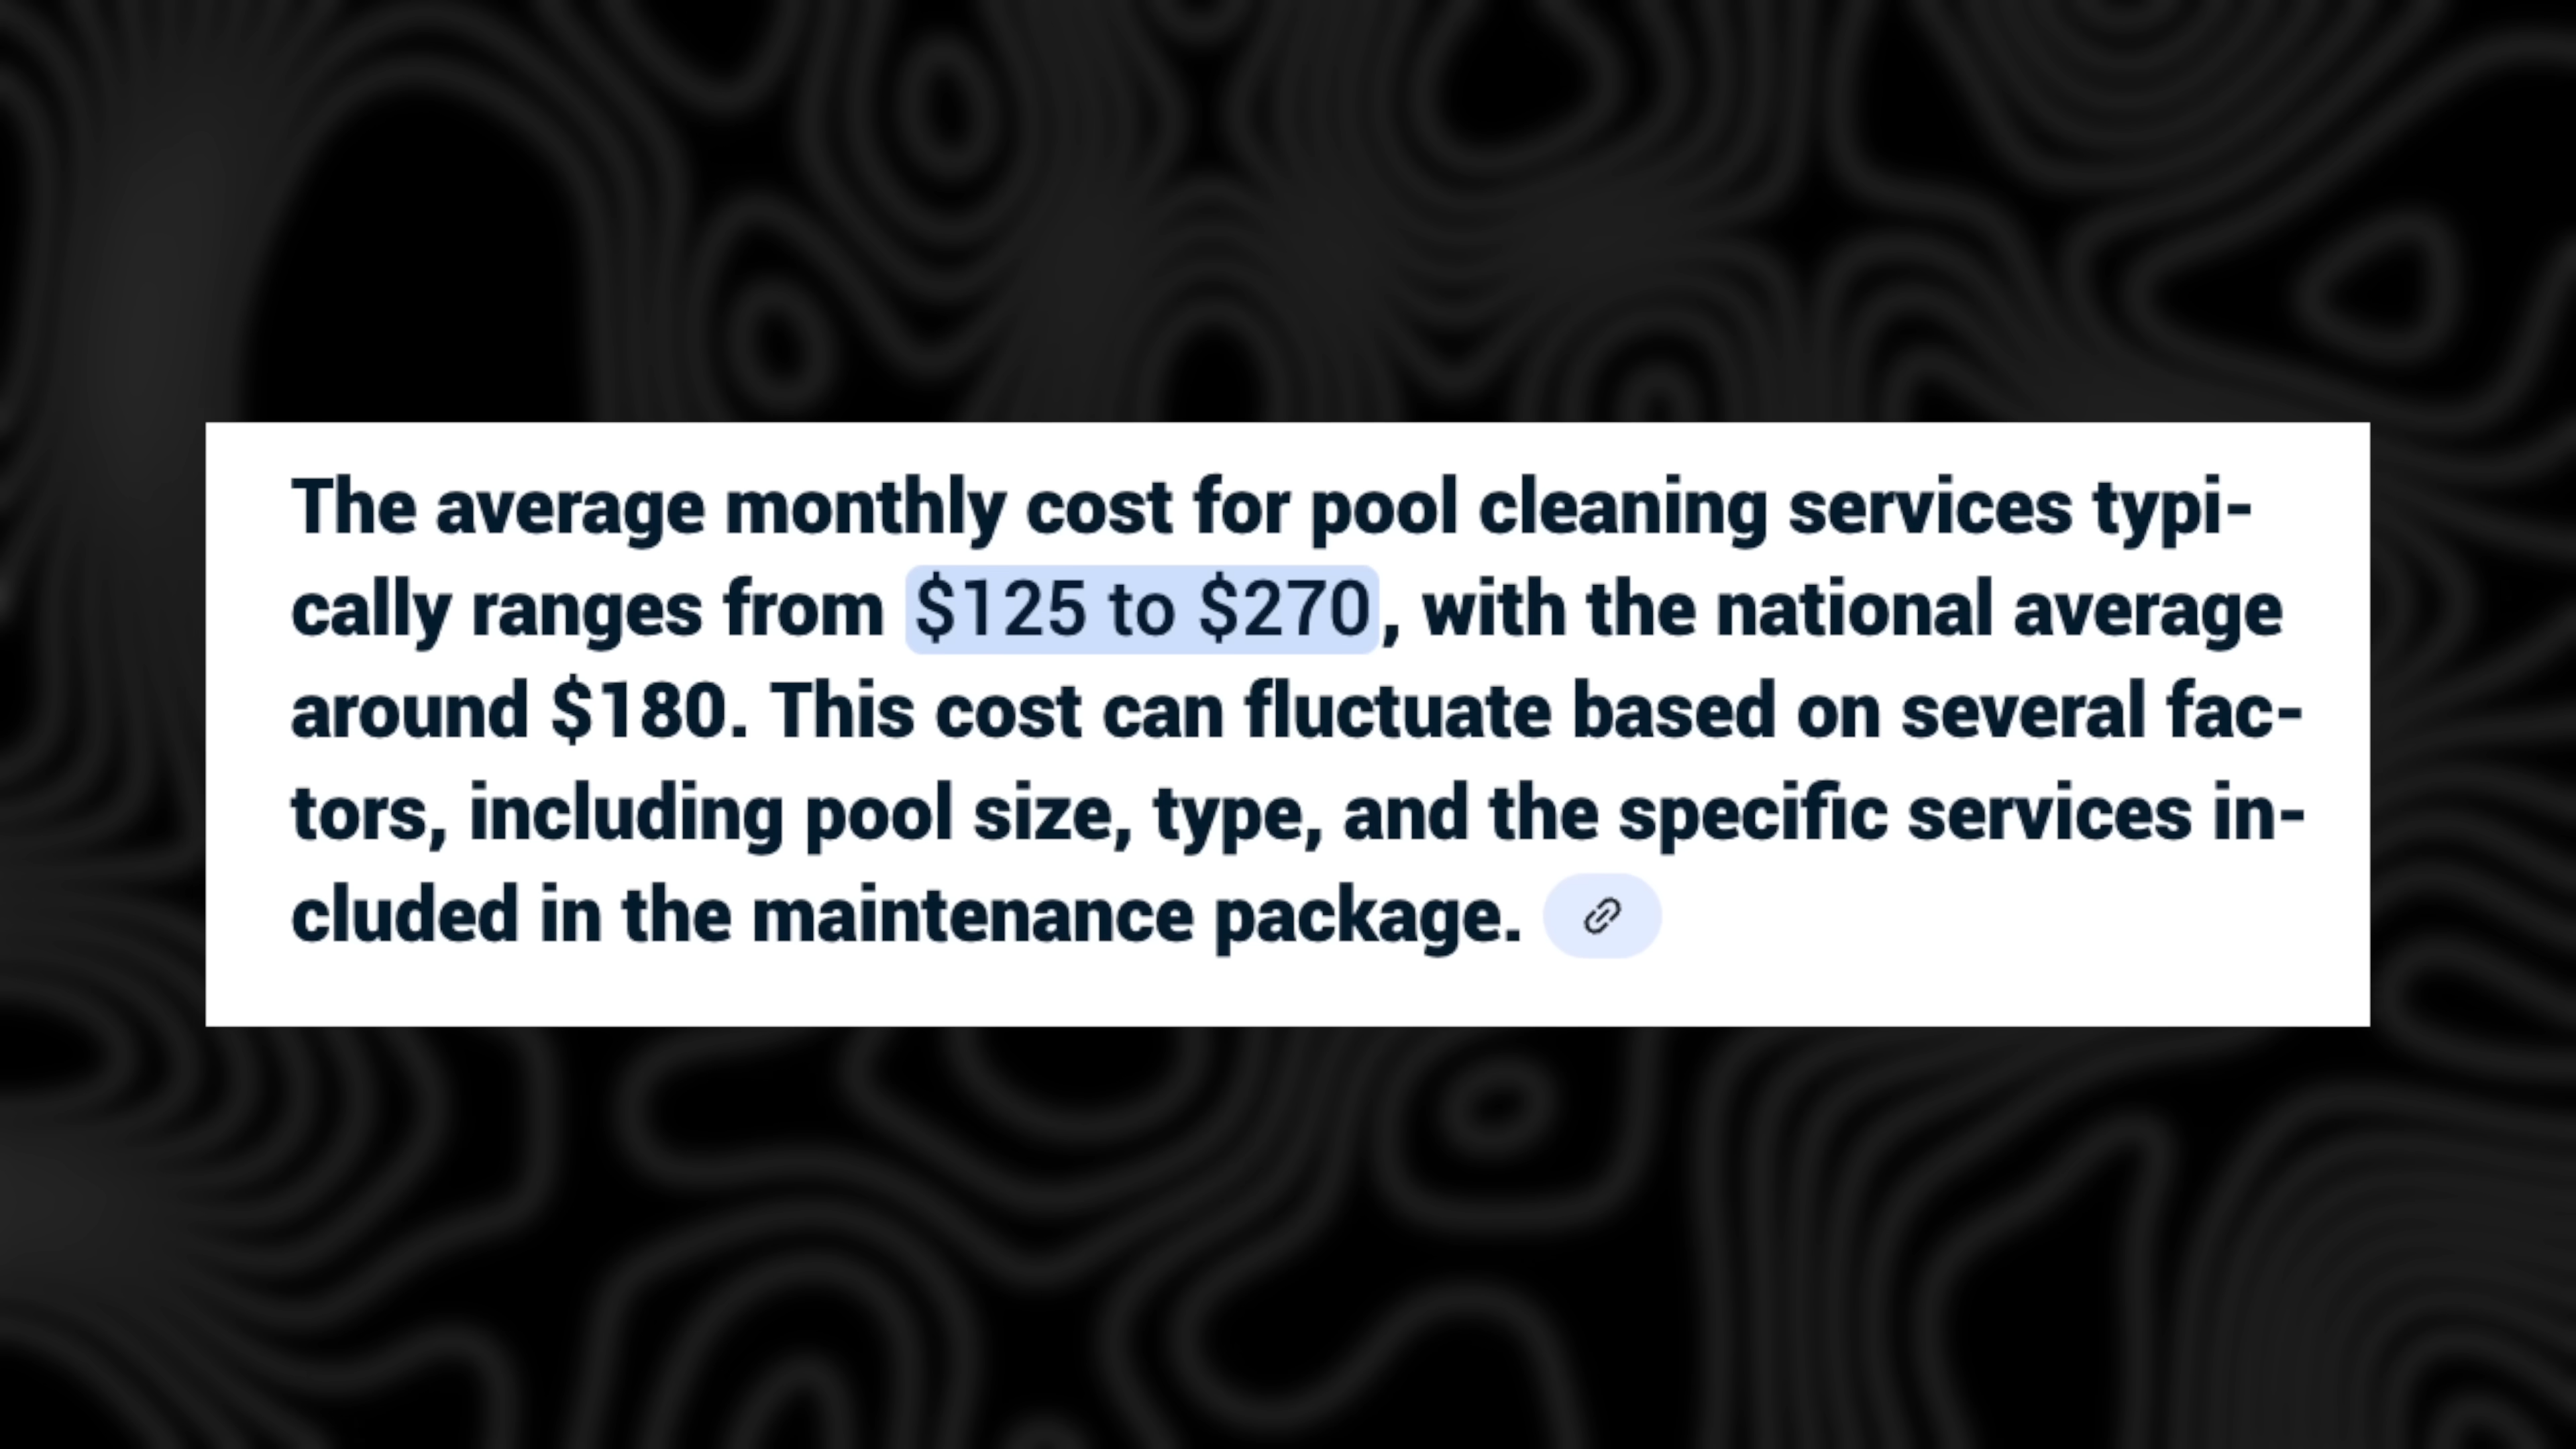 The average monthly cost for pool cleaning services typi-
cally ranges from $125 to $270, with the national average
around $180. This cost can fluctuate based on several fac-
tors, including pool size, type, and the specific services in-
cluded in the maintenance package.